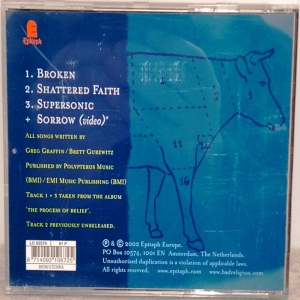 Epitaph
1. Broken
2. Shattered Faith
3. Supersonic
+ Sorrow (video)*
All songs written by
Greg Graffin / Brett Gurewitz
Published by Polypterus Music
(BMI) / EMI Music Publishing (BMI)
Track 1 + 3 taken from the album
'The Process of Belief'.
Track 2 previously unreleased.
15
16
℗ & © 2002 Epitaph Europe.
PO Box 10574, 1001 EN Amsterdam, The Netherlands.
Unauthorized duplication is a violation of applicable laws.
All rights reserved. www.epitaph.com www.badreligion.com